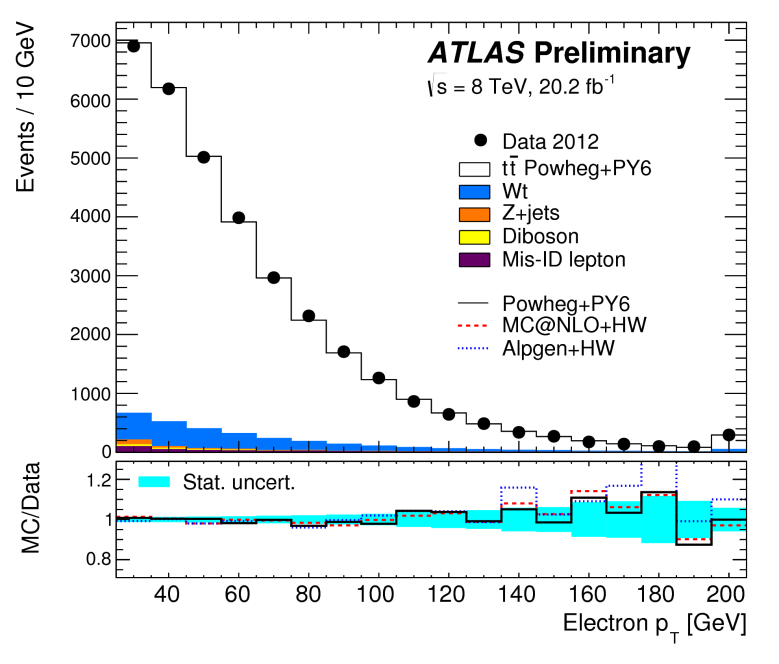 ATLAS Preliminary
√s = 8 TeV, 20.2 fb⁻¹
Events / 10 GeV
7000
6000
5000
4000
3000
2000
1000
0
Data 2012
tt̄ Powheg+PY6
Wt
Z+jets
Diboson
Mis-ID lepton
Powheg+PY6
MC@NLO+HW
Alpgen+HW
MC/Data
1.2
1
0.8
Stat. uncert.
40 60 80 100 120 140 160 180 200
Electron p_T [GeV]